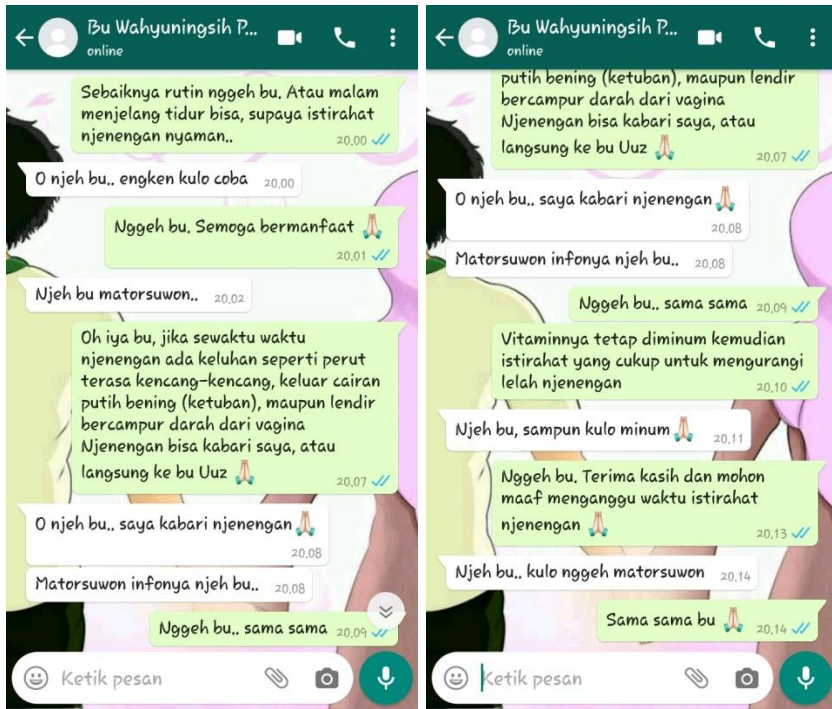 Bu Wahyuningsih P...
online
Sebaiknya rutin nggeh bu. Atau malam
menjelang tidur bisa, supaya istirahat
njenengan nyaman..
20.00
O njeh bu.. engken kulo coba
20.00
Nggeh bu. Semoga bermanfaat 🙏🏻
20.01
Njeh bu matorsuwon..
20.02
Oh iya bu, jika sewaktu waktu
njenengan ada keluhan seperti perut
terasa kencang-kencang, keluar cairan
putih bening (ketuban), maupun lendir
bercampur darah dari vagina
Njenengan bisa kabari saya, atau
langsung ke bu Uuz 🙏🏻
20.07
O njeh bu.. saya kabari njenengan🙏🏻
20.08
Matorsuwon infonya njeh bu..
20.08
Nggeh bu.. sama sama
20.09
Ketik pesan
Bu Wahyuningsih P...
online
putih bening (ketuban), maupun lendir
bercampur darah dari vagina
Njenengan bisa kabari saya, atau
langsung ke bu Uuz 🙏🏻
20.07
O njeh bu.. saya kabari njenengan🙏🏻
20.08
Matorsuwon infonya njeh bu..
20.08
Nggeh bu.. sama sama
20.09
Vitaminnya tetap diminum kemudian
istirahat yang cukup untuk mengurangi
lelah njenengan
20.10
Njeh bu, sampun kulo minum 🙏🏻
20.11
Nggeh bu. Terima kasih dan mohon
maaf menganggu waktu istirahat
njenengan 🙏🏻
20.13
Njeh bu.. kulo nggeh matorsuwon
20.14
Sama sama bu 🙏🏻
20.14
Ketik pesan